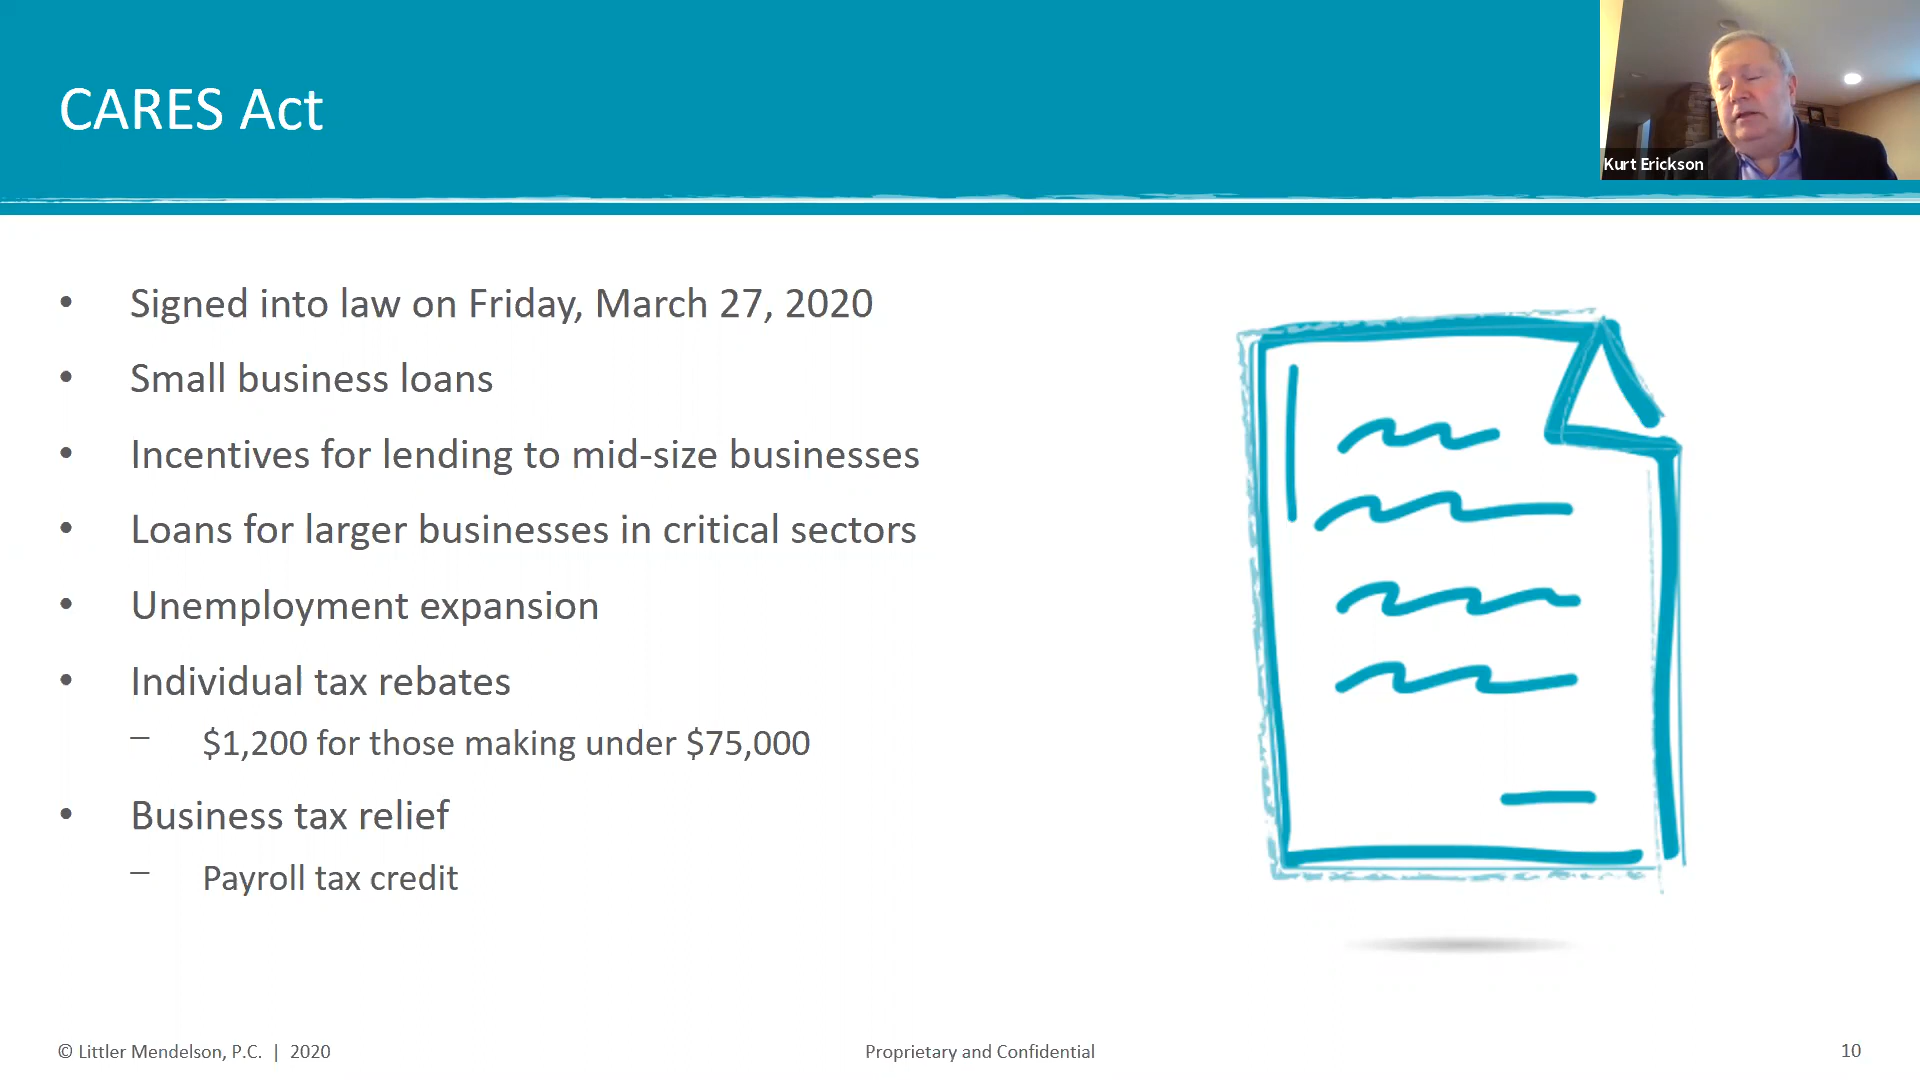 CARES Act
Kurt Erickson
• Signed into law on Friday, March 27, 2020
• Small business loans
• Incentives for lending to mid-size businesses
• Loans for larger businesses in critical sectors
• Unemployment expansion
• Individual tax rebates
– $1,200 for those making under $75,000
• Business tax relief
– Payroll tax credit
© Littler Mendelson, P.C. | 2020
Proprietary and Confidential
10